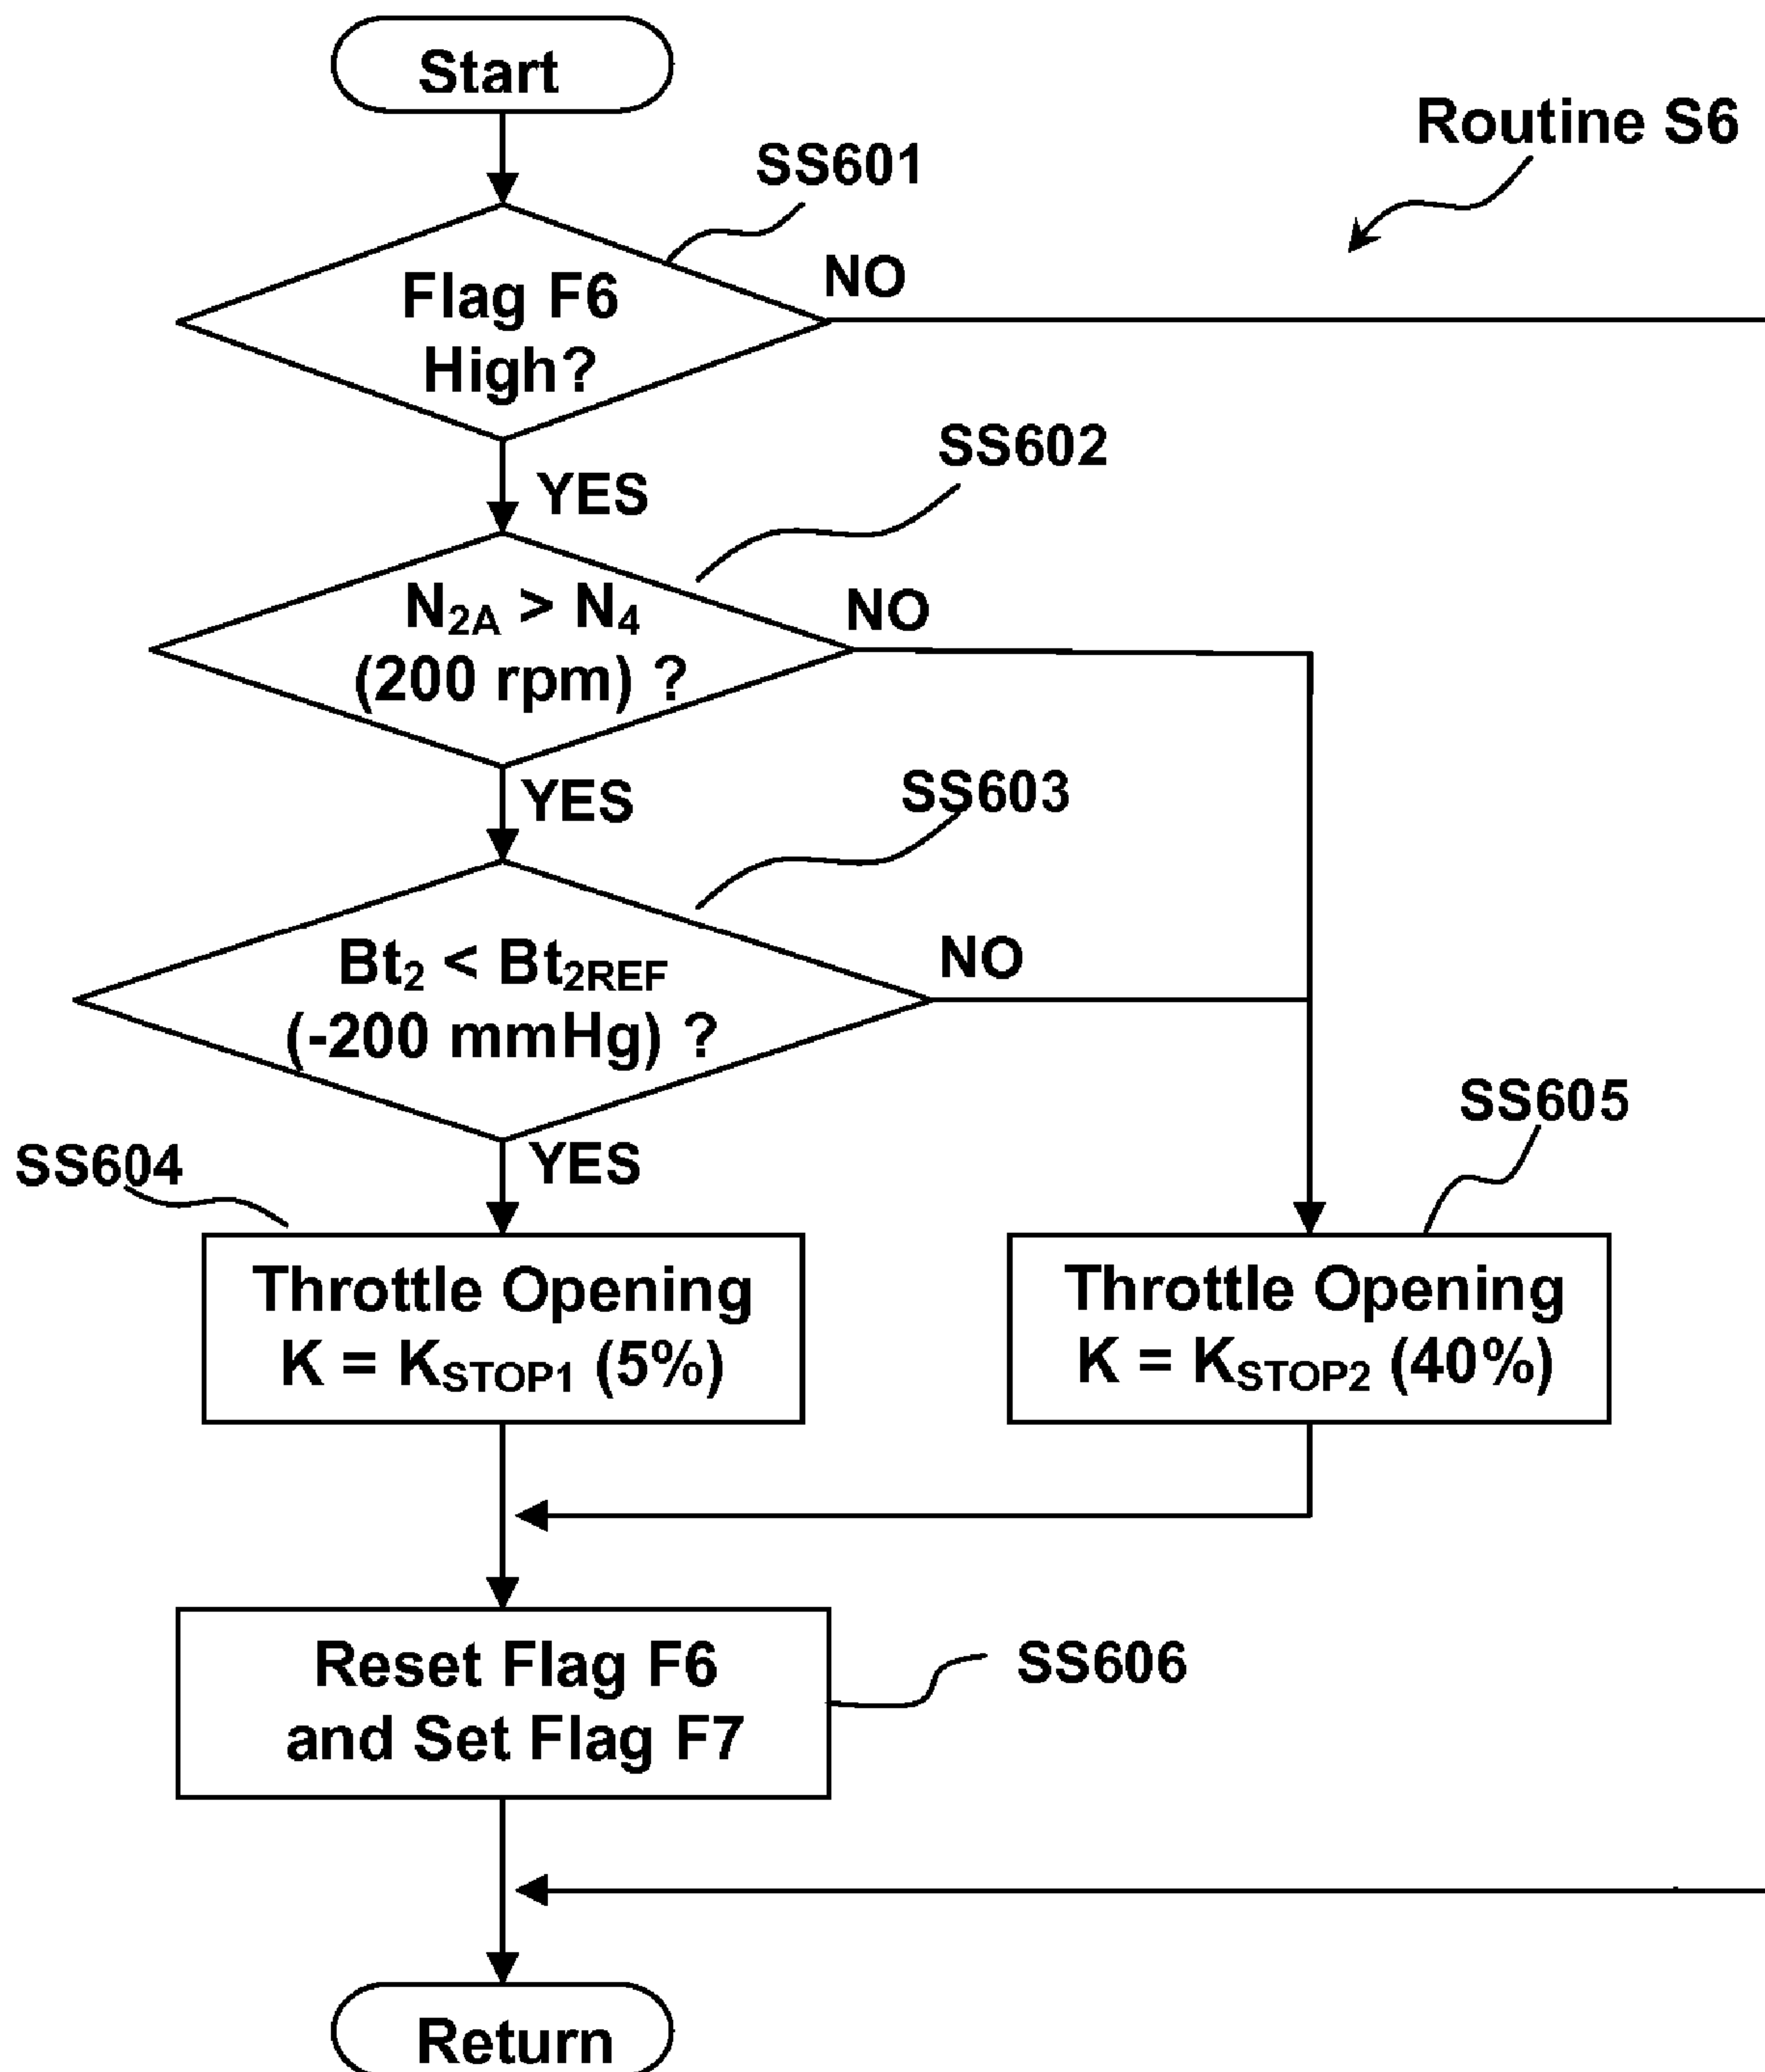 Start
Routine S6
SS601
Flag F6
High?
NO
YES
SS602
N2A > N4
(200 rpm) ?
NO
YES
SS603
Bt2 < Bt2REF
(-200 mmHg) ?
NO
YES
SS604
Throttle Opening
K = KSTOP1 (5%)
SS605
Throttle Opening
K = KSTOP2 (40%)
Reset Flag F6
and Set Flag F7
SS606
Return